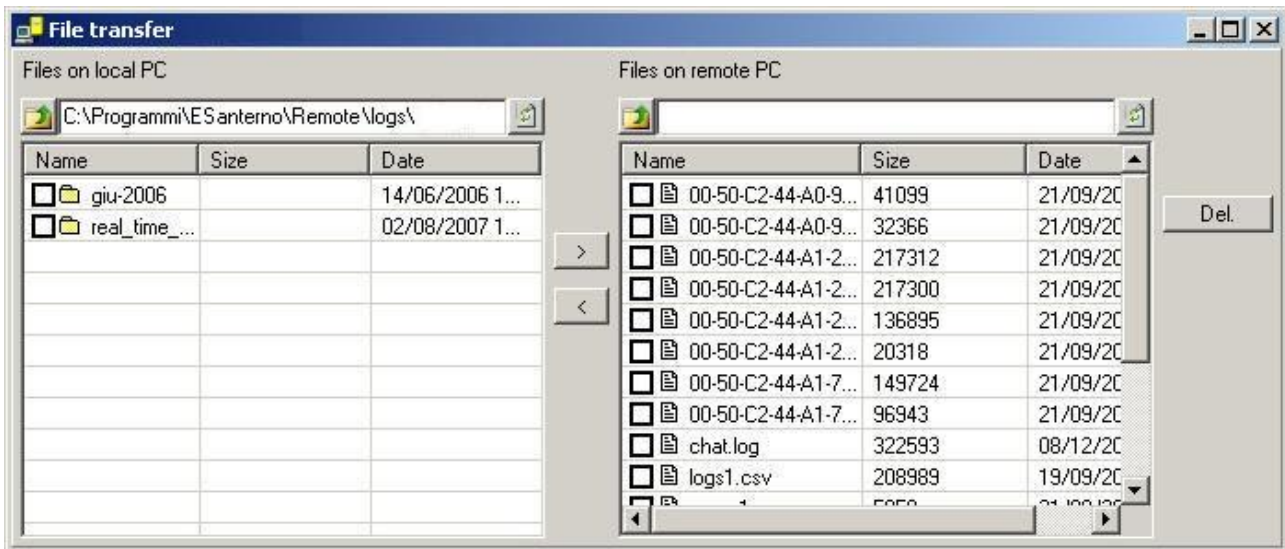 File transfer
Files on local PC
C:\Programmi\ESanterno\Remote\logs\
Name Size Date
giu-2006 14/06/2006 1...
real_time_... 02/08/2007 1...
>
<
Files on remote PC
Name Size Date
00-50-C2-44-A0-9... 41099 21/09/20
00-50-C2-44-A0-9... 32366 21/09/20
00-50-C2-44-A1-2... 217312 21/09/20
00-50-C2-44-A1-2... 217300 21/09/20
00-50-C2-44-A1-2... 136895 21/09/20
00-50-C2-44-A1-2... 20318 21/09/20
00-50-C2-44-A1-7... 149724 21/09/20
00-50-C2-44-A1-7... 96943 21/09/20
chat.log 322593 08/12/20
logs1.csv 208989 19/09/20
Del.